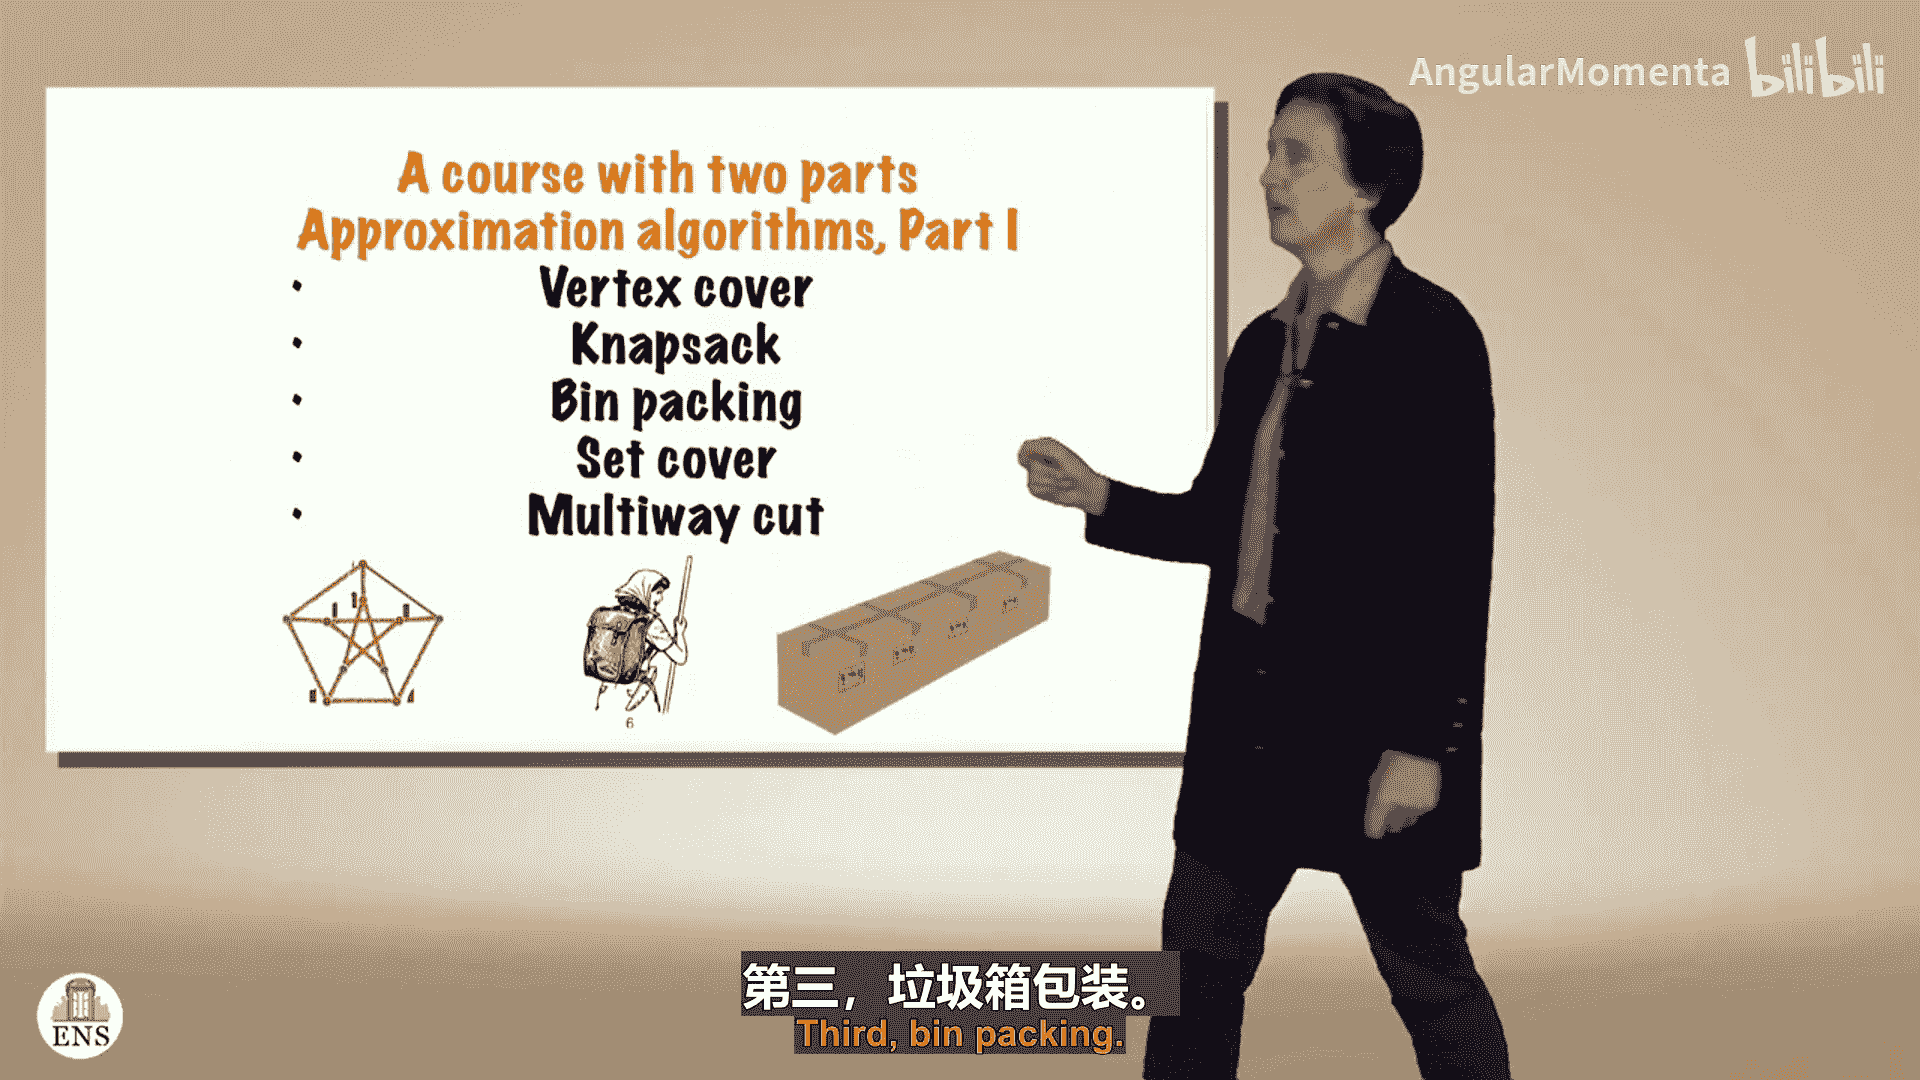 AngularMomenta bilibili
A course with two parts
Approximation algorithms, Part I
• Vertex cover
• Knapsack
• Bin packing
• Set cover
• Multiway cut
6
ENS
第三，垃圾箱包装。
Third, bin packing.